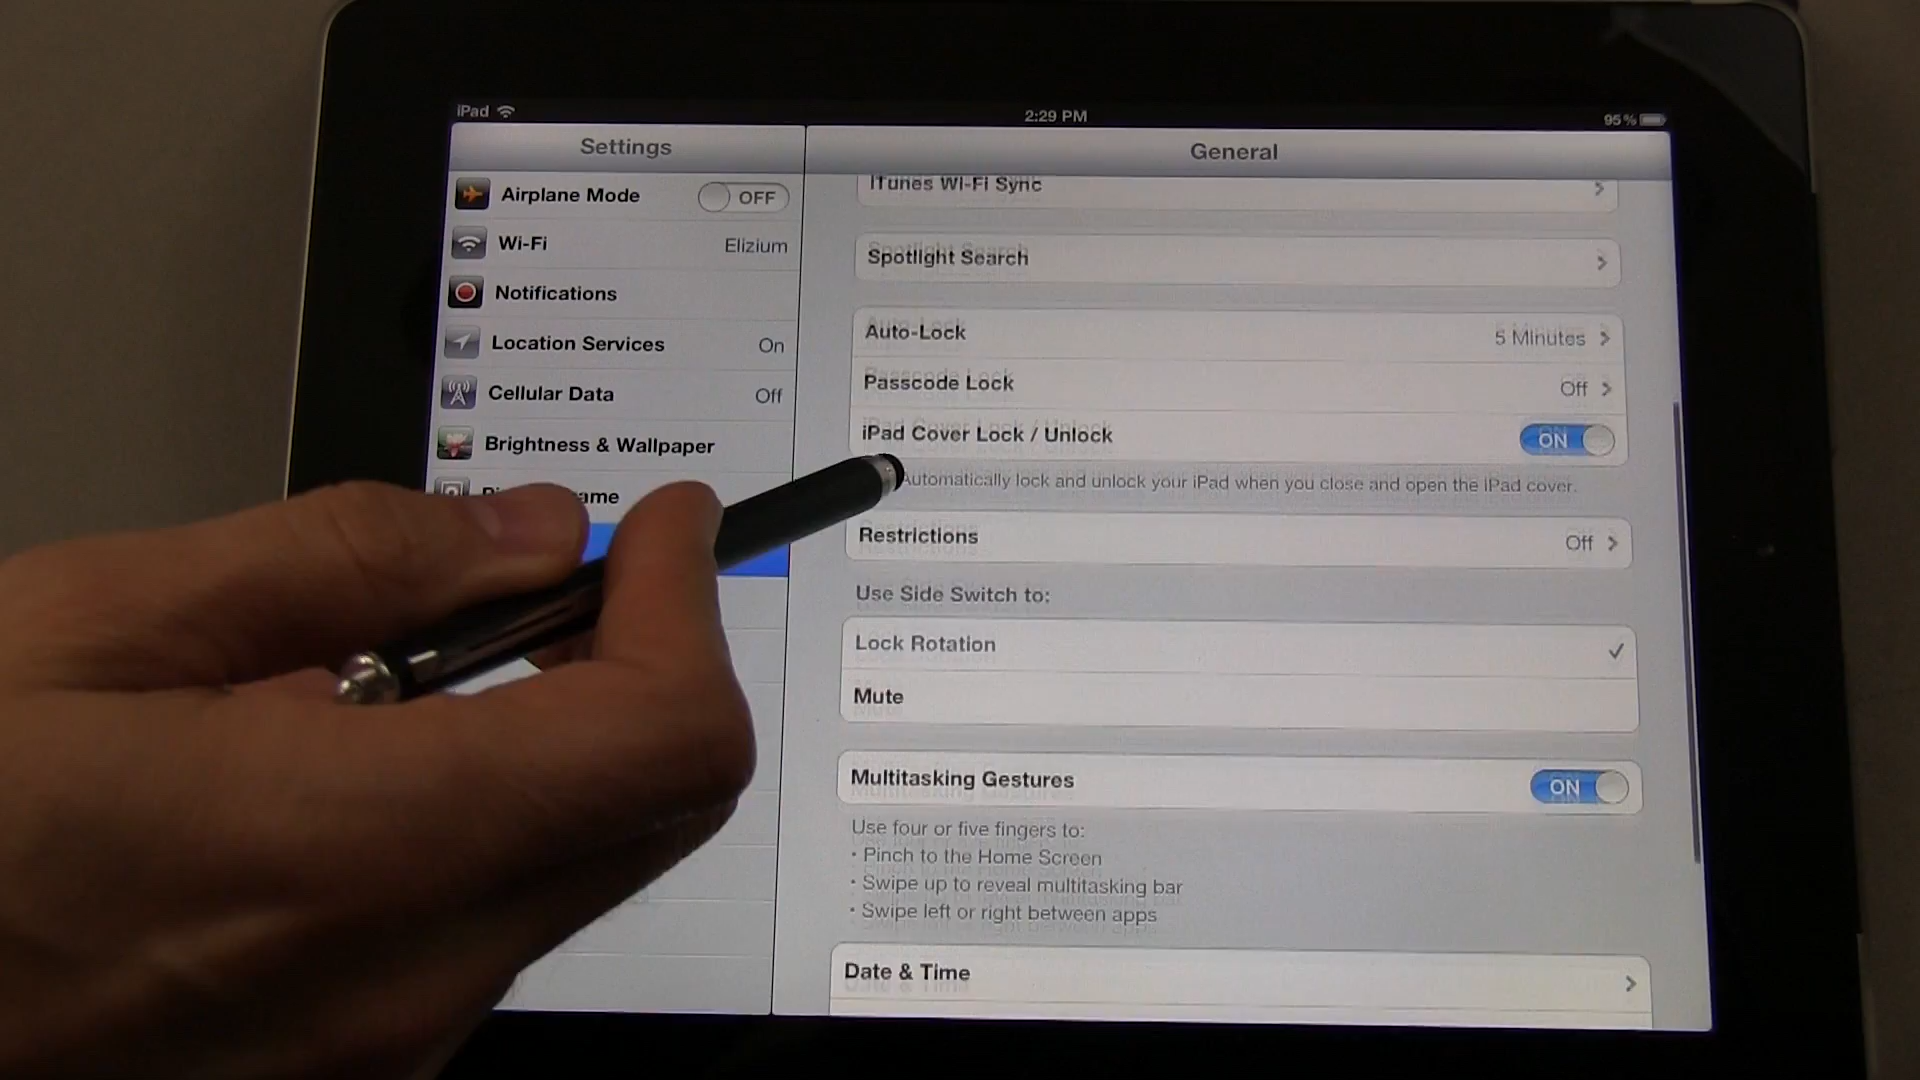 iPad
2:29 PM
95%
Settings
General
Airplane Mode OFF
Wi-Fi Elizium
Notifications
Location Services On
Cellular Data Off
Brightness & Wallpaper
iTunes Wi-Fi Sync
Spotlight Search
Auto-Lock 5 Minutes
Passcode Lock Off
iPad Cover Lock / Unlock ON
Automatically lock and unlock your iPad when you close and open the iPad cover.
Restrictions Off
Use Side Switch to:
Lock Rotation
Mute
Multitasking Gestures ON
Use four or five fingers to:
• Pinch to the Home Screen
• Swipe up to reveal multitasking bar
• Swipe left or right between apps
Date & Time